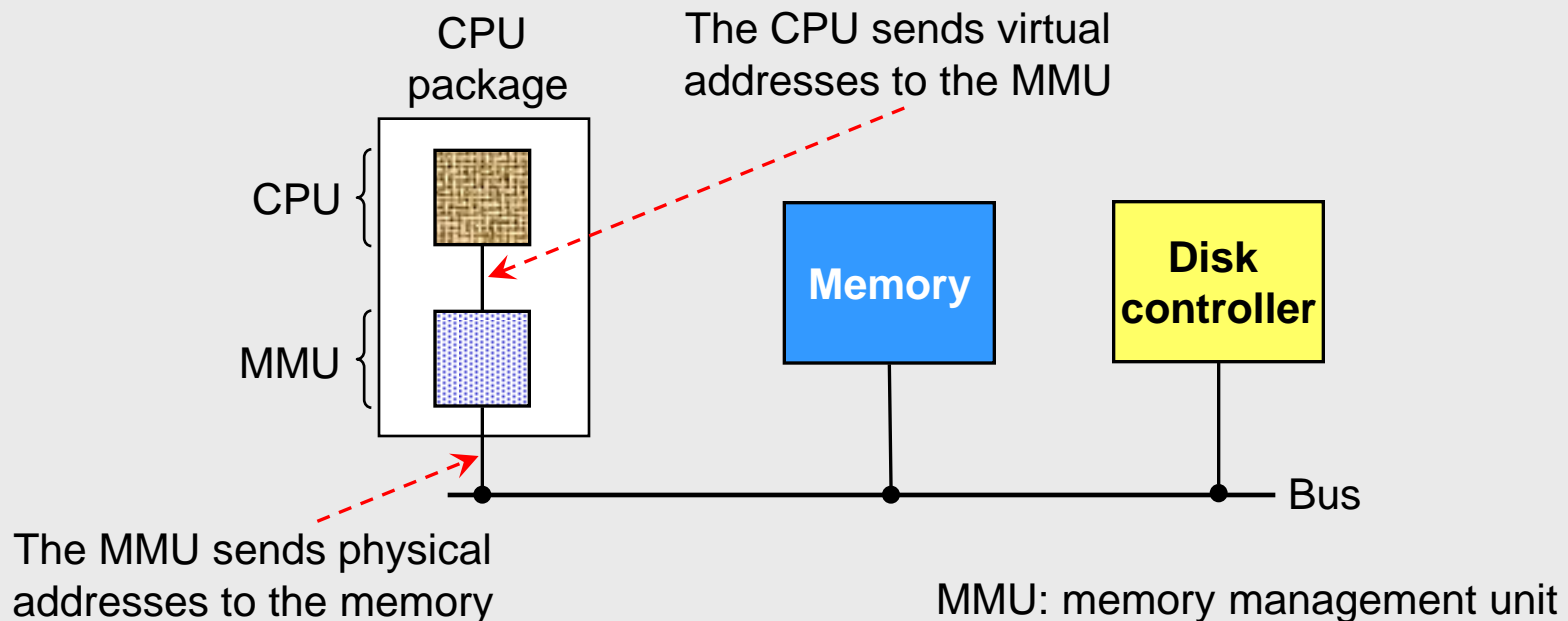 CPU
package
The CPU sends virtual
addresses to the MMU
CPU
MMU
Memory
Disk
controller
Bus
The MMU sends physical
addresses to the memory
MMU: memory management unit